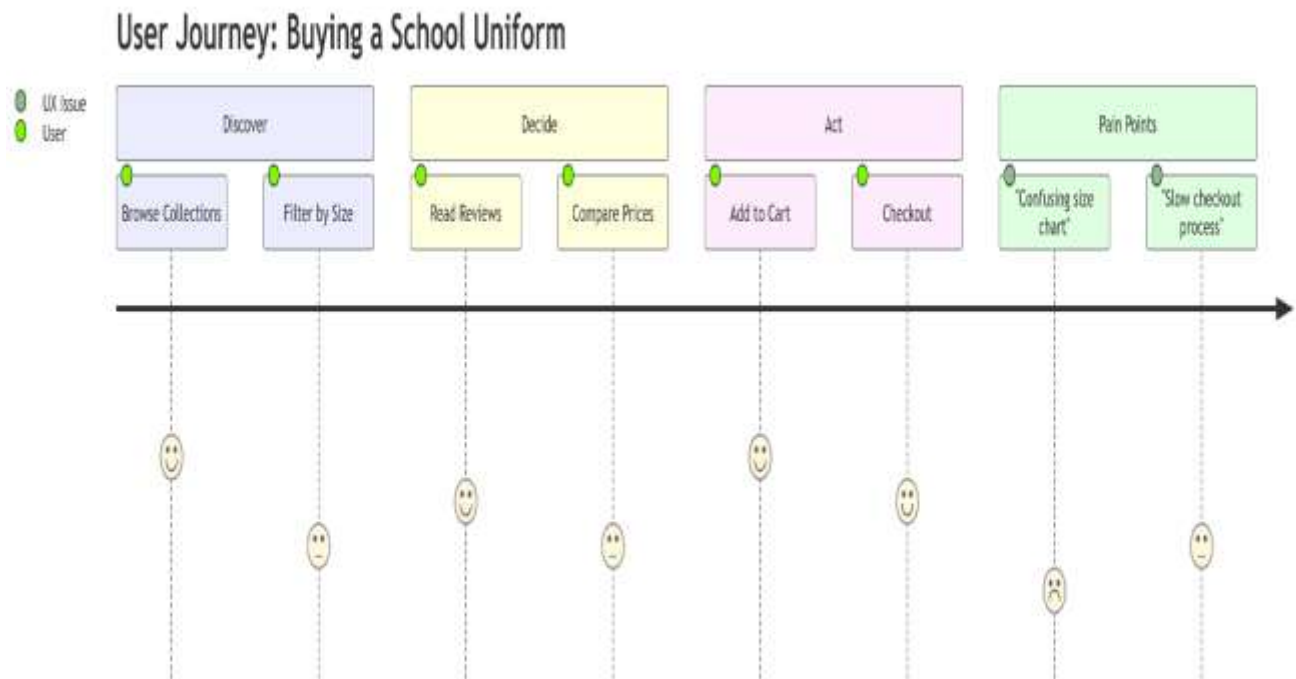 User Journey: Buying a School Uniform
UX Issue
User
Discover
Decide
Act
Pain Points
Browse Collections
Filter by Size
Read Reviews
Compare Prices
Add to Cart
Checkout
"Confusing size
chart"
"Slow checkout
process"